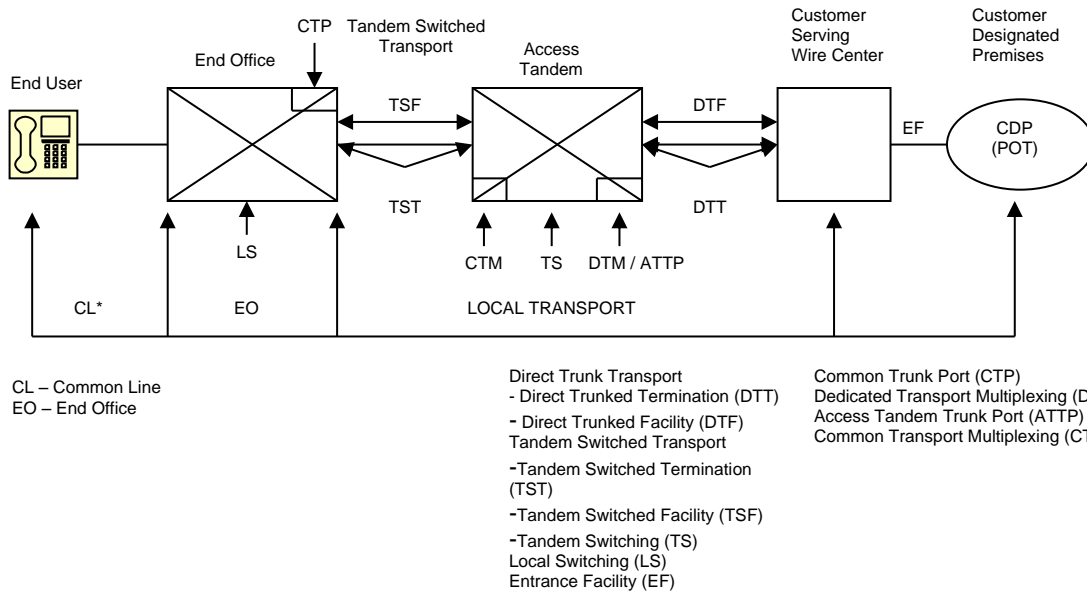 CTP
Tandem Switched
Transport
Customer
Serving
Wire Center
Customer
Designated
Premises
End Office
Access
Tandem
End User
TSF
DTF
EF
CDP
(POT)
TST
DTT
LS
CTM
TS
DTM / ATTP
CL*
EO
LOCAL TRANSPORT
CL – Common Line
EO – End Office
Direct Trunk Transport
- Direct Trunked Termination (DTT)
- Direct Trunked Facility (DTF)
Tandem Switched Transport
-Tandem Switched Termination
(TST)
-Tandem Switched Facility (TSF)
-Tandem Switching (TS)
Local Switching (LS)
Entrance Facility (EF)
Common Trunk Port (CTP)
Dedicated Transport Multiplexing (D
Access Tandem Trunk Port (ATTP)
Common Transport Multiplexing (CT